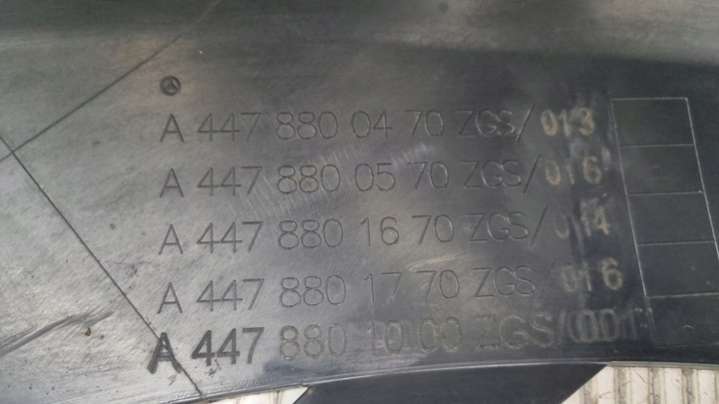 A 447 880 04 70 ZGS/013
A 447 880 05 70 ZGS/016
A 447 880 16 70 ZGS/014
A 447 880 17 70 ZGS/016
A 447 880 10 00 ZGS/001